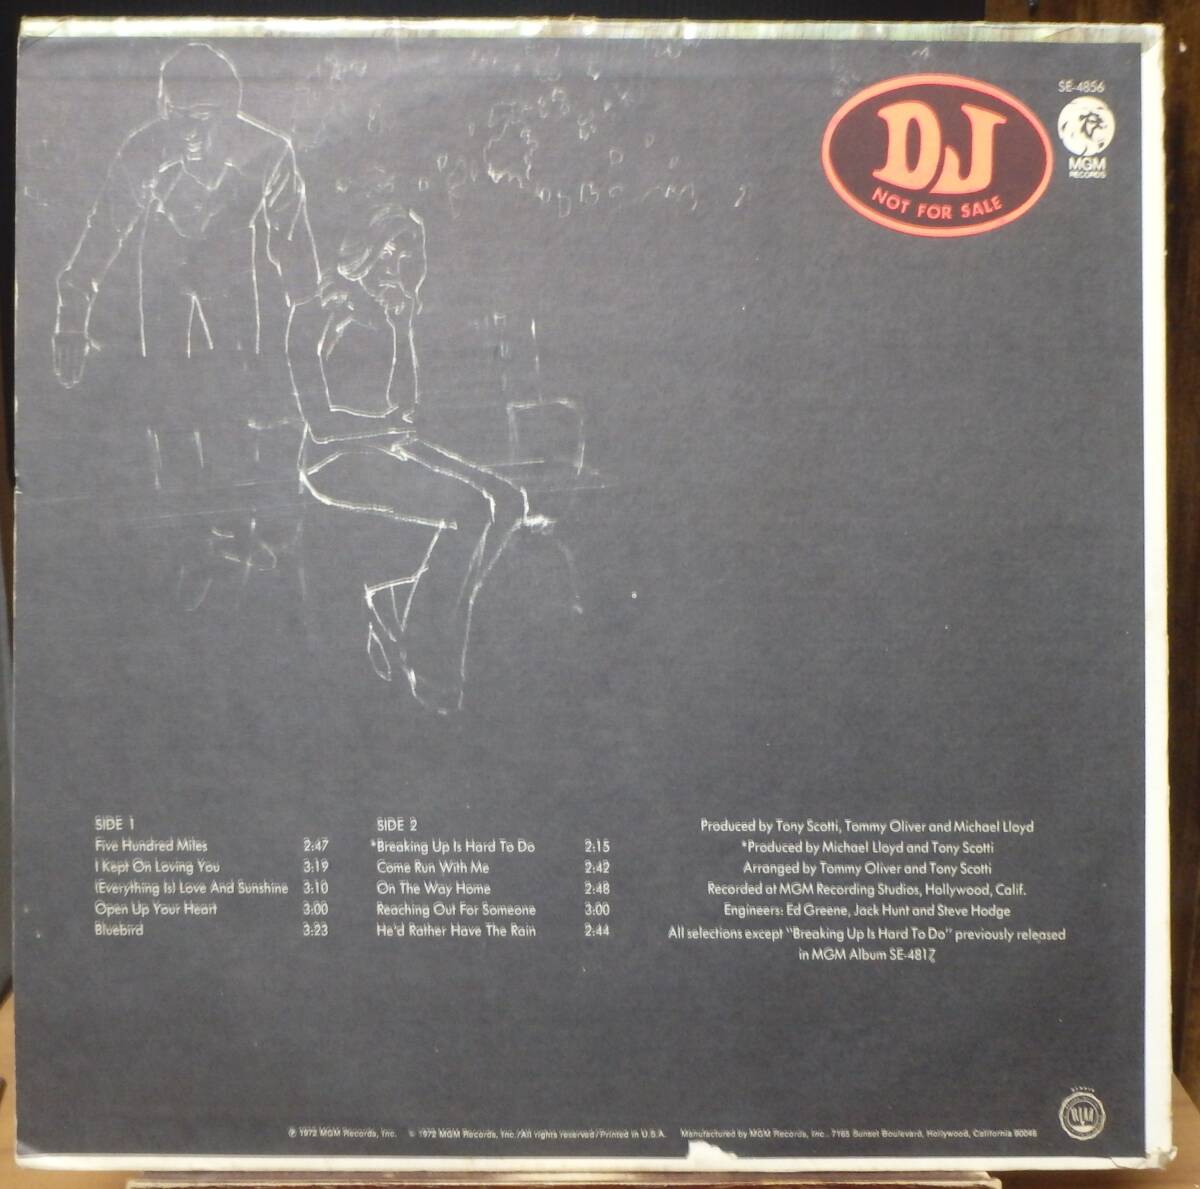 SE-4856
DJ
NOT FOR SALE
MGM
RECORDS
SIDE 1
Five Hundred Miles 2:47
I Kept On Loving You 3:19
(Everything Is) Love And Sunshine 3:10
Open Up Your Heart 3:00
Bluebird 3:23
SIDE 2
*Breaking Up Is Hard To Do 2:15
Come Run With Me 2:42
On The Way Home 2:48
Reaching Out For Someone 3:00
He'd Rather Have The Rain 2:44
Produced by Tony Scotti, Tommy Oliver and Michael Lloyd
*Produced by Michael Lloyd and Tony Scotti
Arranged by Tommy Oliver and Tony Scotti
Recorded at MGM Recording Studios, Hollywood, Calif.
Engineers: Ed Greene, Jack Hunt and Steve Hodge
All selections except "Breaking Up Is Hard To Do" previously released
in MGM Album SE-4817
℗ 1972 MGM Records, Inc. © 1972 MGM Records, Inc./All rights reserved/Printed in U.S.A. Manufactured by MGM Records, Inc., 7165 Sunset Boulevard, Hollywood, California 90046